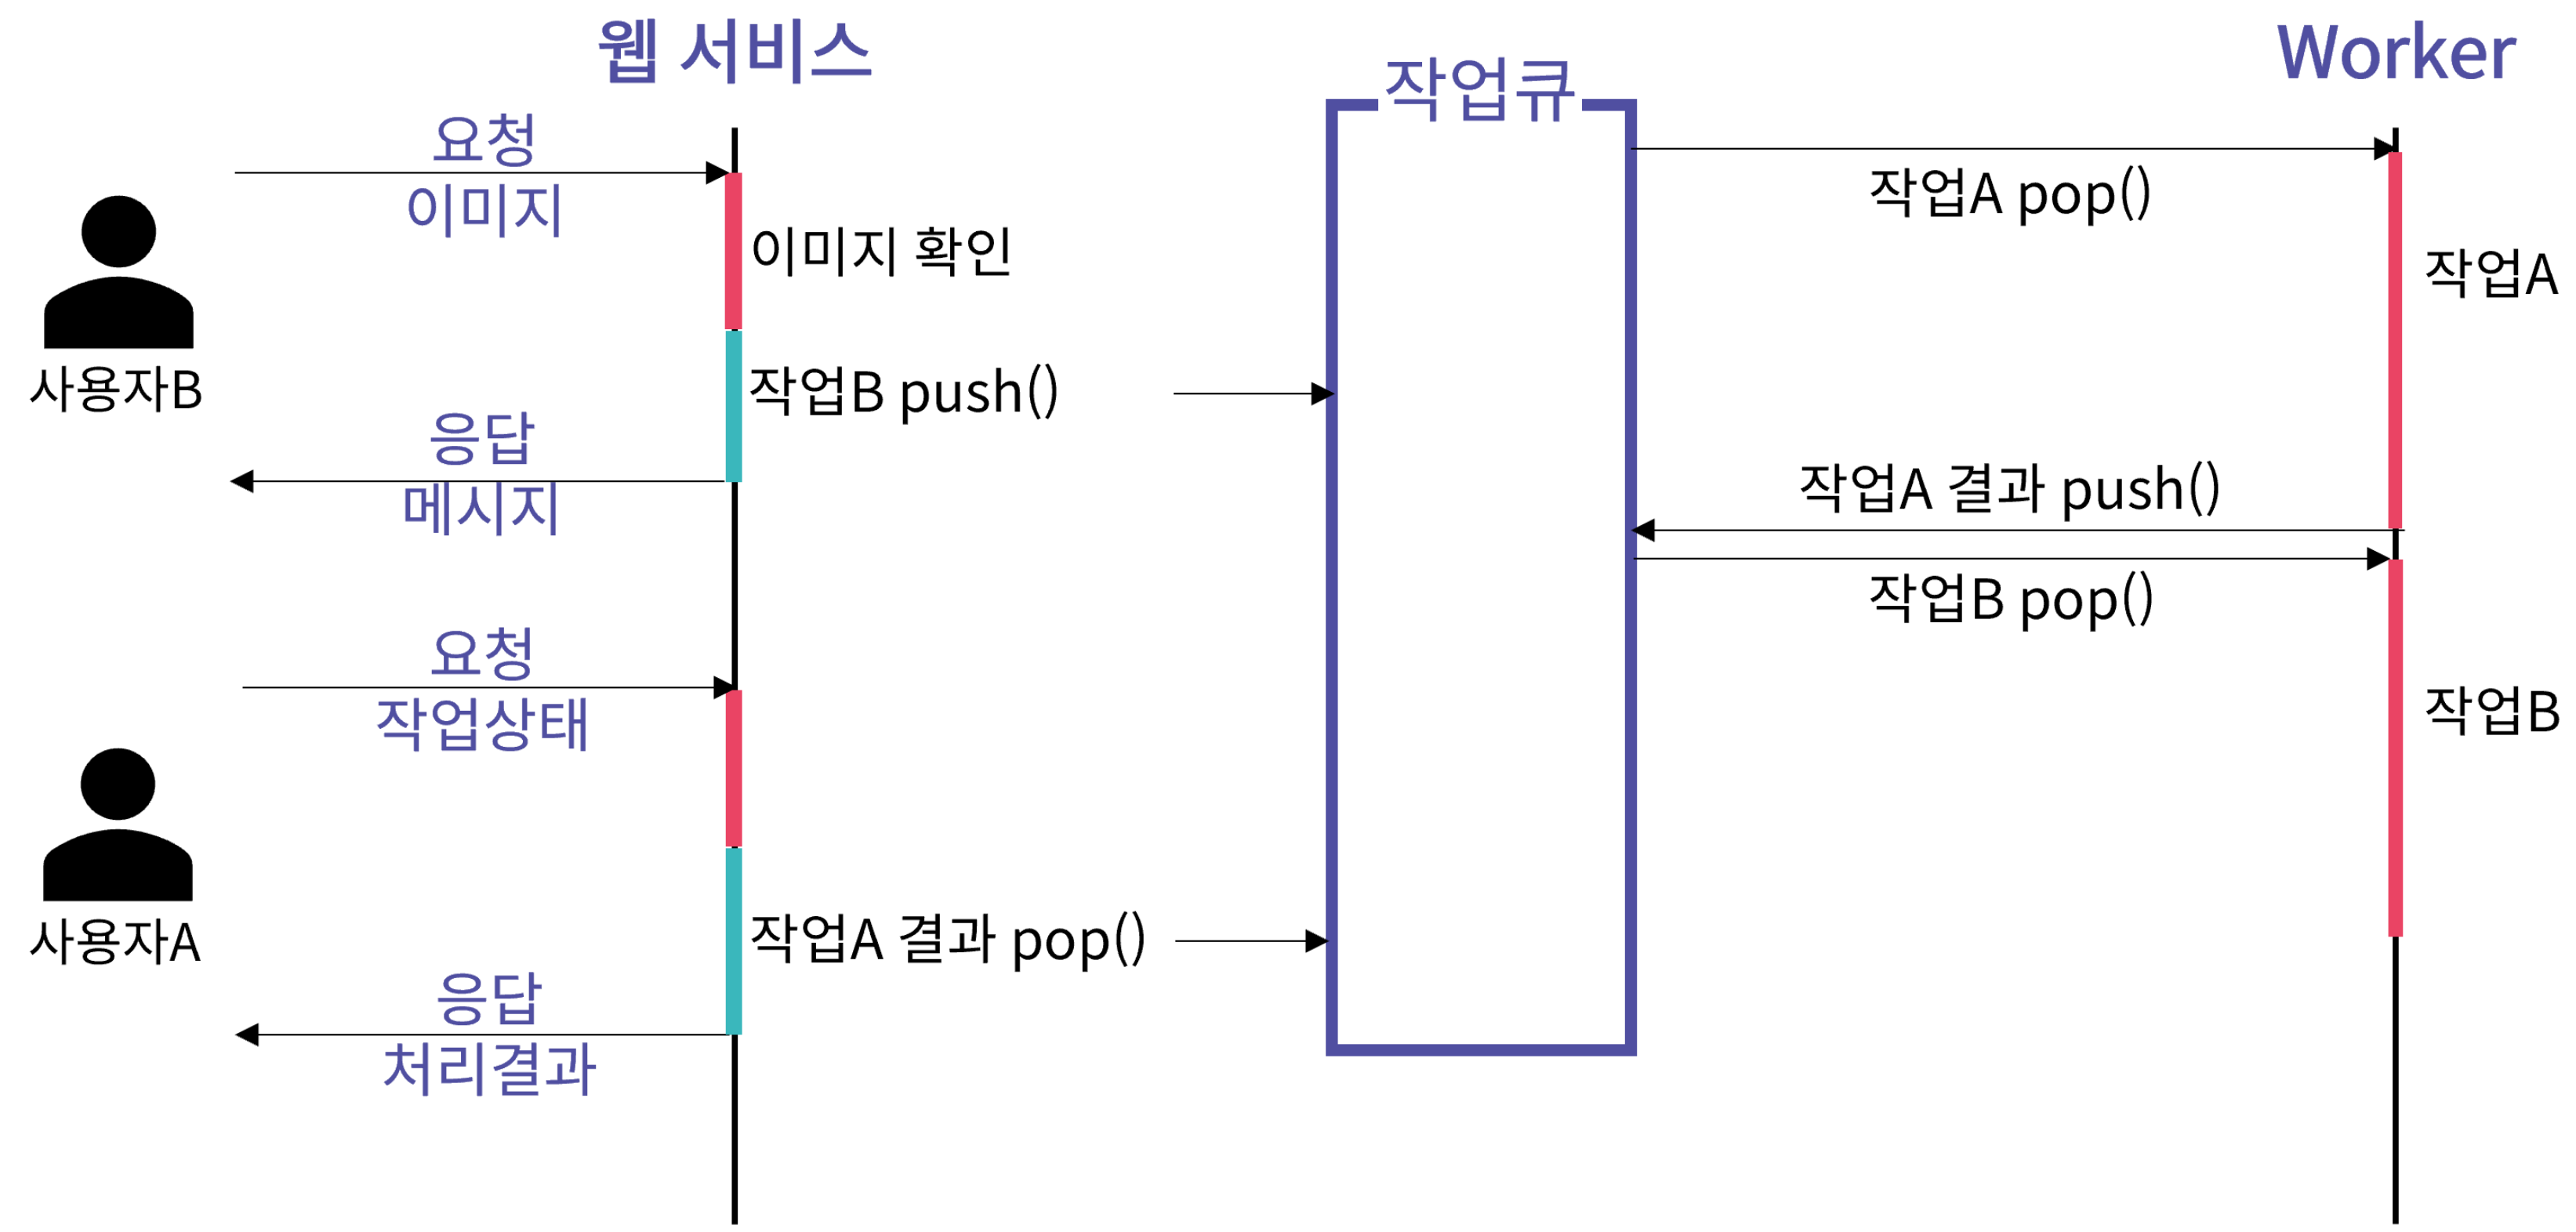 웹 서비스
작업큐
Worker
요청
이미지
이미지 확인
사용자B
작업B push()
응답
메시지
작업A pop()
작업A
작업A 결과 push()
작업B pop()
작업B
요청
작업상태
사용자A
작업A 결과 pop()
응답
처리결과